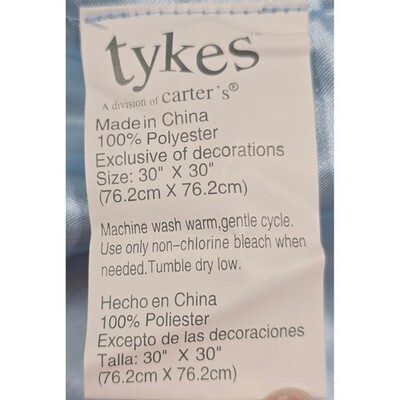 tykes™
A division of carter's®
Made in China
100% Polyester
Exclusive of decorations
Size: 30" X 30"
(76.2cm X 76.2cm)
Machine wash warm,gentle cycle.
Use only non-chlorine bleach when
needed.Tumble dry low.
Hecho en China
100% Poliester
Excepto de las decoraciones
Talla: 30" X 30"
(76.2cm X 76.2cm)